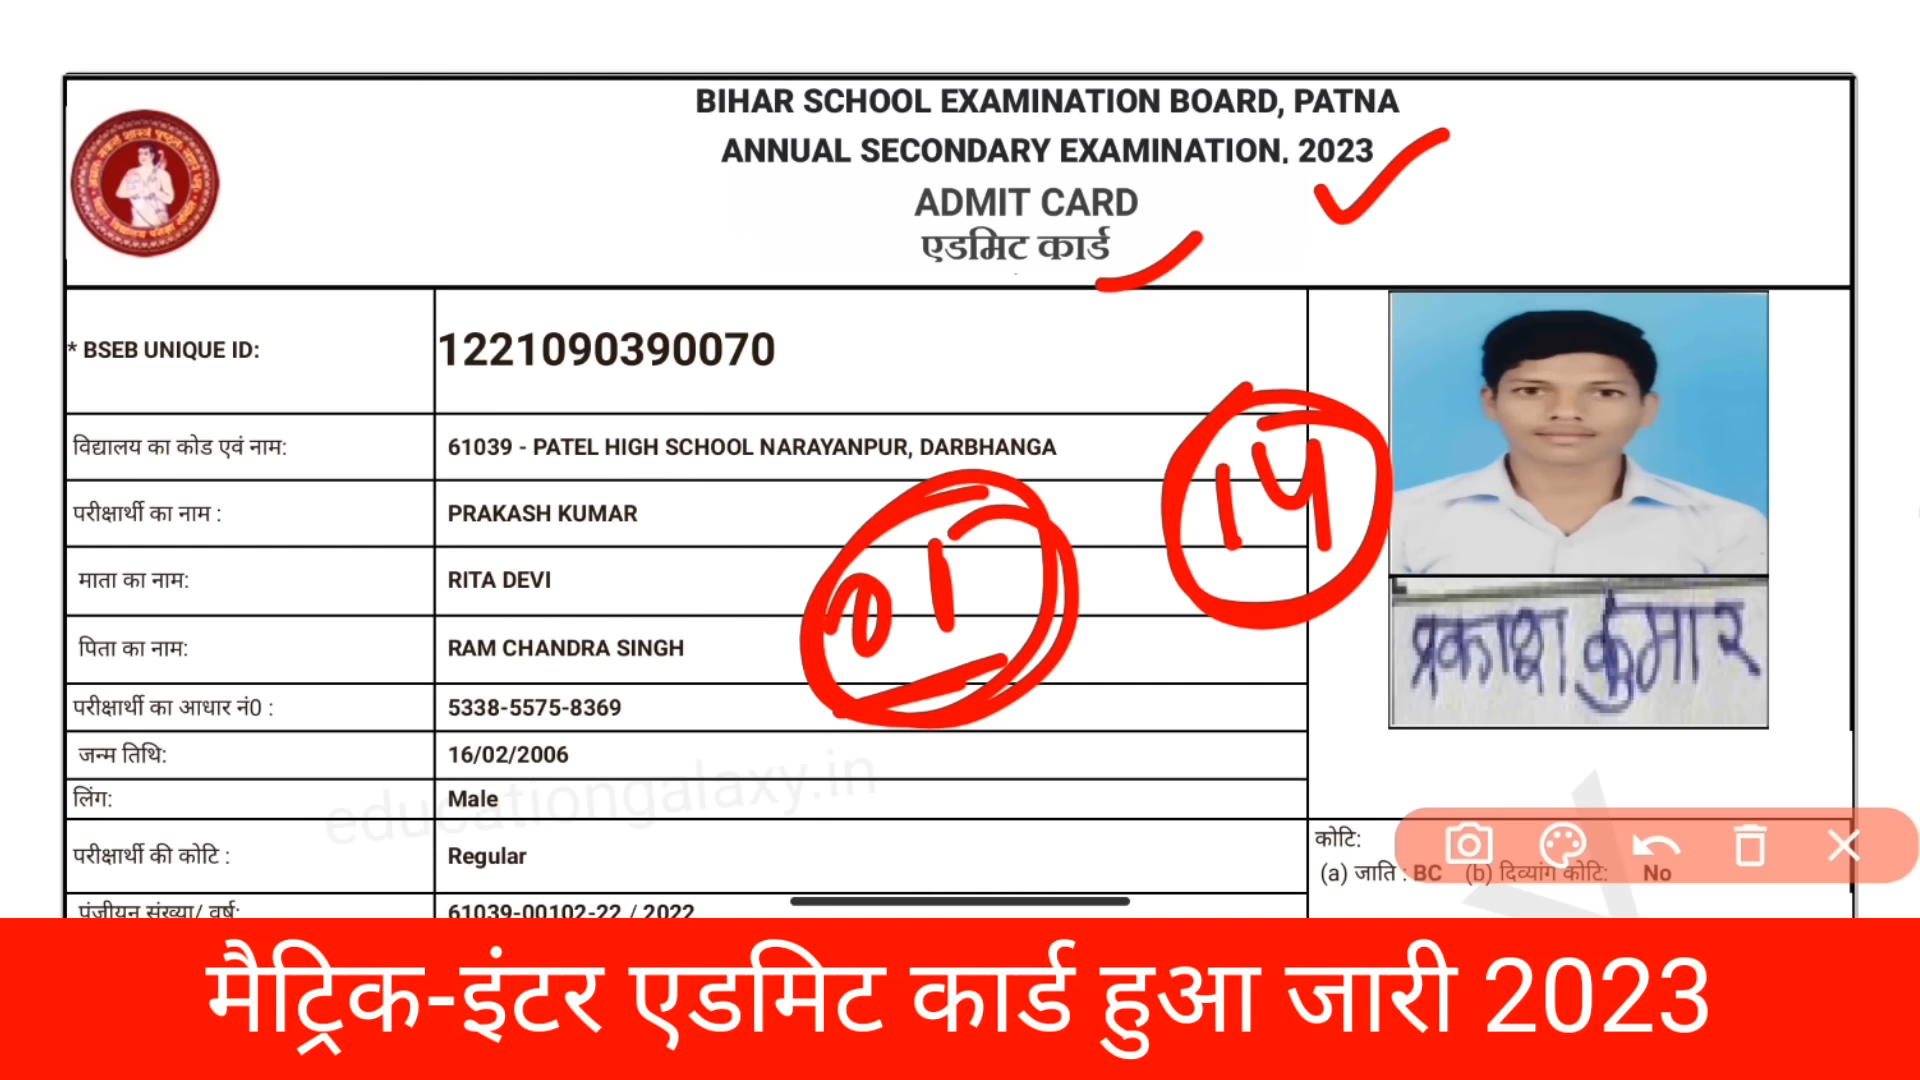 BIHAR SCHOOL EXAMINATION BOARD, PATNA
ANNUAL SECONDARY EXAMINATION, 2023
ADMIT CARD
एडमिट कार्ड
* BSEB UNIQUE ID: 1221090390070
विद्यालय का कोड एवं नाम: 61039 - PATEL HIGH SCHOOL NARAYANPUR, DARBHANGA
14
परीक्षार्थी का नाम : PRAKASH KUMAR
01
माता का नाम: RITA DEVI
पिता का नाम: RAM CHANDRA SINGH
प्रकाश कुमार
परीक्षार्थी का आधार नं0 : 5338-5575-8369
जन्म तिथि: 16/02/2006
educationgalaxy.in
लिंग: Male
परीक्षार्थी की कोटि : Regular
कोटि:
(a) जाति : BC (b) दिव्यांग कोटि: No
पंजीयन संख्या/ वर्ष: 61039-00102-22 / 2022
मैट्रिक-इंटर एडमिट कार्ड हुआ जारी 2023